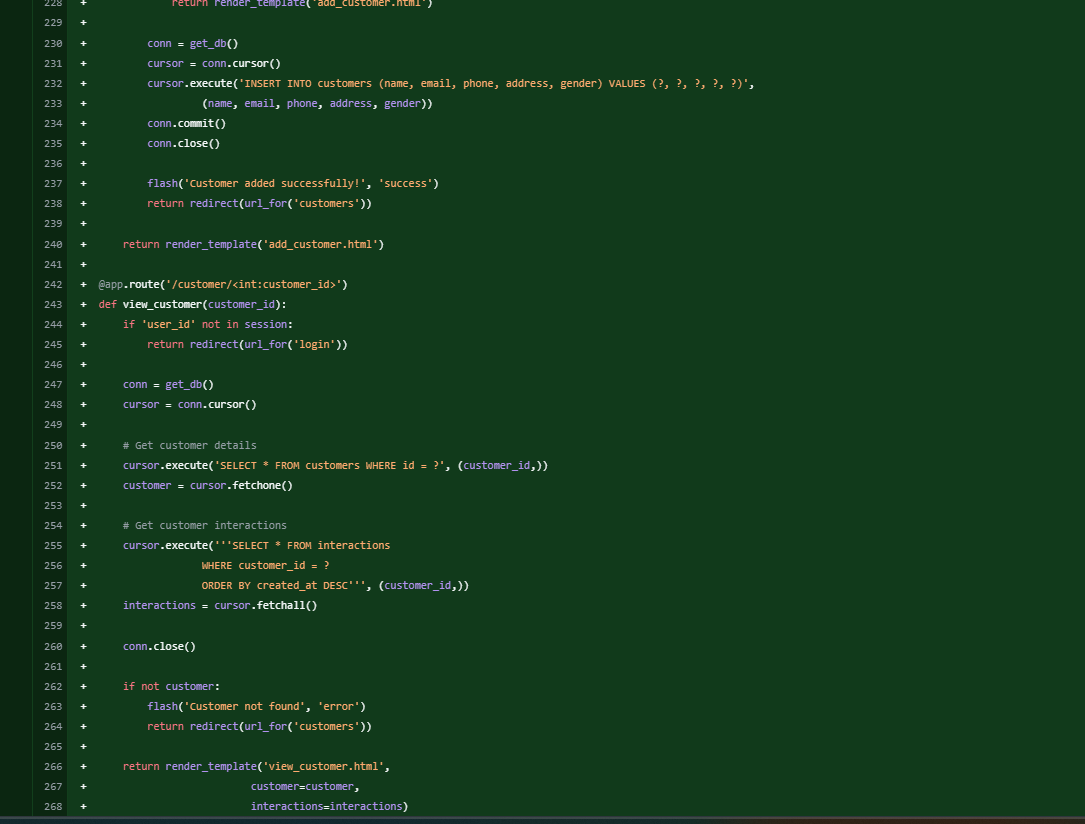 228 +             return render_template('add_customer.html')
229 +
230 +         conn = get_db()
231 +         cursor = conn.cursor()
232 +         cursor.execute('INSERT INTO customers (name, email, phone, address, gender) VALUES (?, ?, ?, ?, ?)',
233 +                  (name, email, phone, address, gender))
234 +         conn.commit()
235 +         conn.close()
236 +
237 +         flash('Customer added successfully!', 'success')
238 +         return redirect(url_for('customers'))
239 +
240 +     return render_template('add_customer.html')
241 +
242 + @app.route('/customer/<int:customer_id>')
243 + def view_customer(customer_id):
244 +     if 'user_id' not in session:
245 +         return redirect(url_for('login'))
246 +
247 +     conn = get_db()
248 +     cursor = conn.cursor()
249 +
250 +     # Get customer details
251 +     cursor.execute('SELECT * FROM customers WHERE id = ?', (customer_id,))
252 +     customer = cursor.fetchone()
253 +
254 +     # Get customer interactions
255 +     cursor.execute('''SELECT * FROM interactions
256 +                  WHERE customer_id = ?
257 +                  ORDER BY created_at DESC''', (customer_id,))
258 +     interactions = cursor.fetchall()
259 +
260 +     conn.close()
261 +
262 +     if not customer:
263 +         flash('Customer not found', 'error')
264 +         return redirect(url_for('customers'))
265 +
266 +     return render_template('view_customer.html',
267 +                          customer=customer,
268 +                          interactions=interactions)